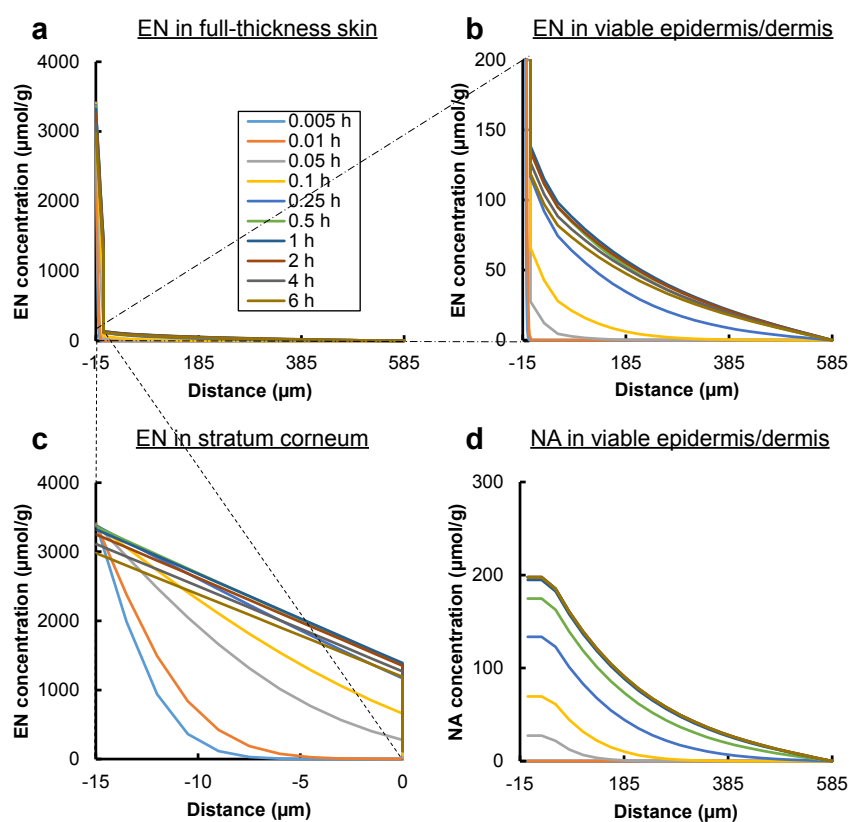 a
EN in full-thickness skin
EN concentration (μmol/g)
4000
3000
2000
1000
0
-15
185
385
585
Distance (μm)
0.005 h
0.01 h
0.05 h
0.1 h
0.25 h
0.5 h
1 h
2 h
4 h
6 h
b
EN in viable epidermis/dermis
EN concentration (μmol/g)
200
150
100
50
0
-15
185
385
585
Distance (μm)
c
EN in stratum corneum
EN concentration (μmol/g)
4000
3000
2000
1000
0
-15
-10
-5
0
Distance (μm)
d
NA in viable epidermis/dermis
NA concentration (μmol/g)
300
200
100
0
-15
185
385
585
Distance (μm)